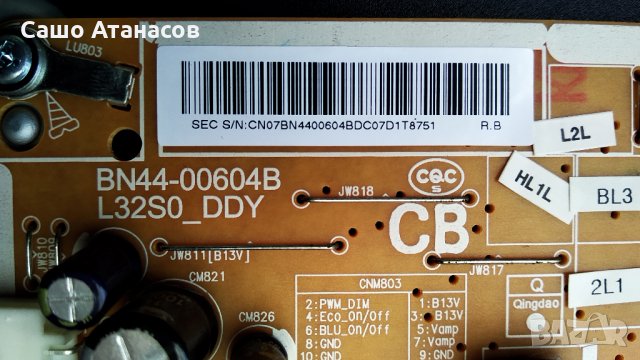 Сашо Атанасов
LU803
SEC S/N:CN07BN4400604BDC07D1T8751 R.B
L2L
BN44-00604B
L32S0_DDY
CQC
S
JW818
HL1L
BL3
CB
JW810
JW809
JW811[B13V]
JW817
CM821
CNM803
Q
Qingdao
2L1
CM826
2:PWM_DIM 1:B13V
4:Eco_On/Off 3:B13V
6:BLU_On/Off 5:Vamp
8:GND 7:Vamp
10:GND 9:GND
BAZAR